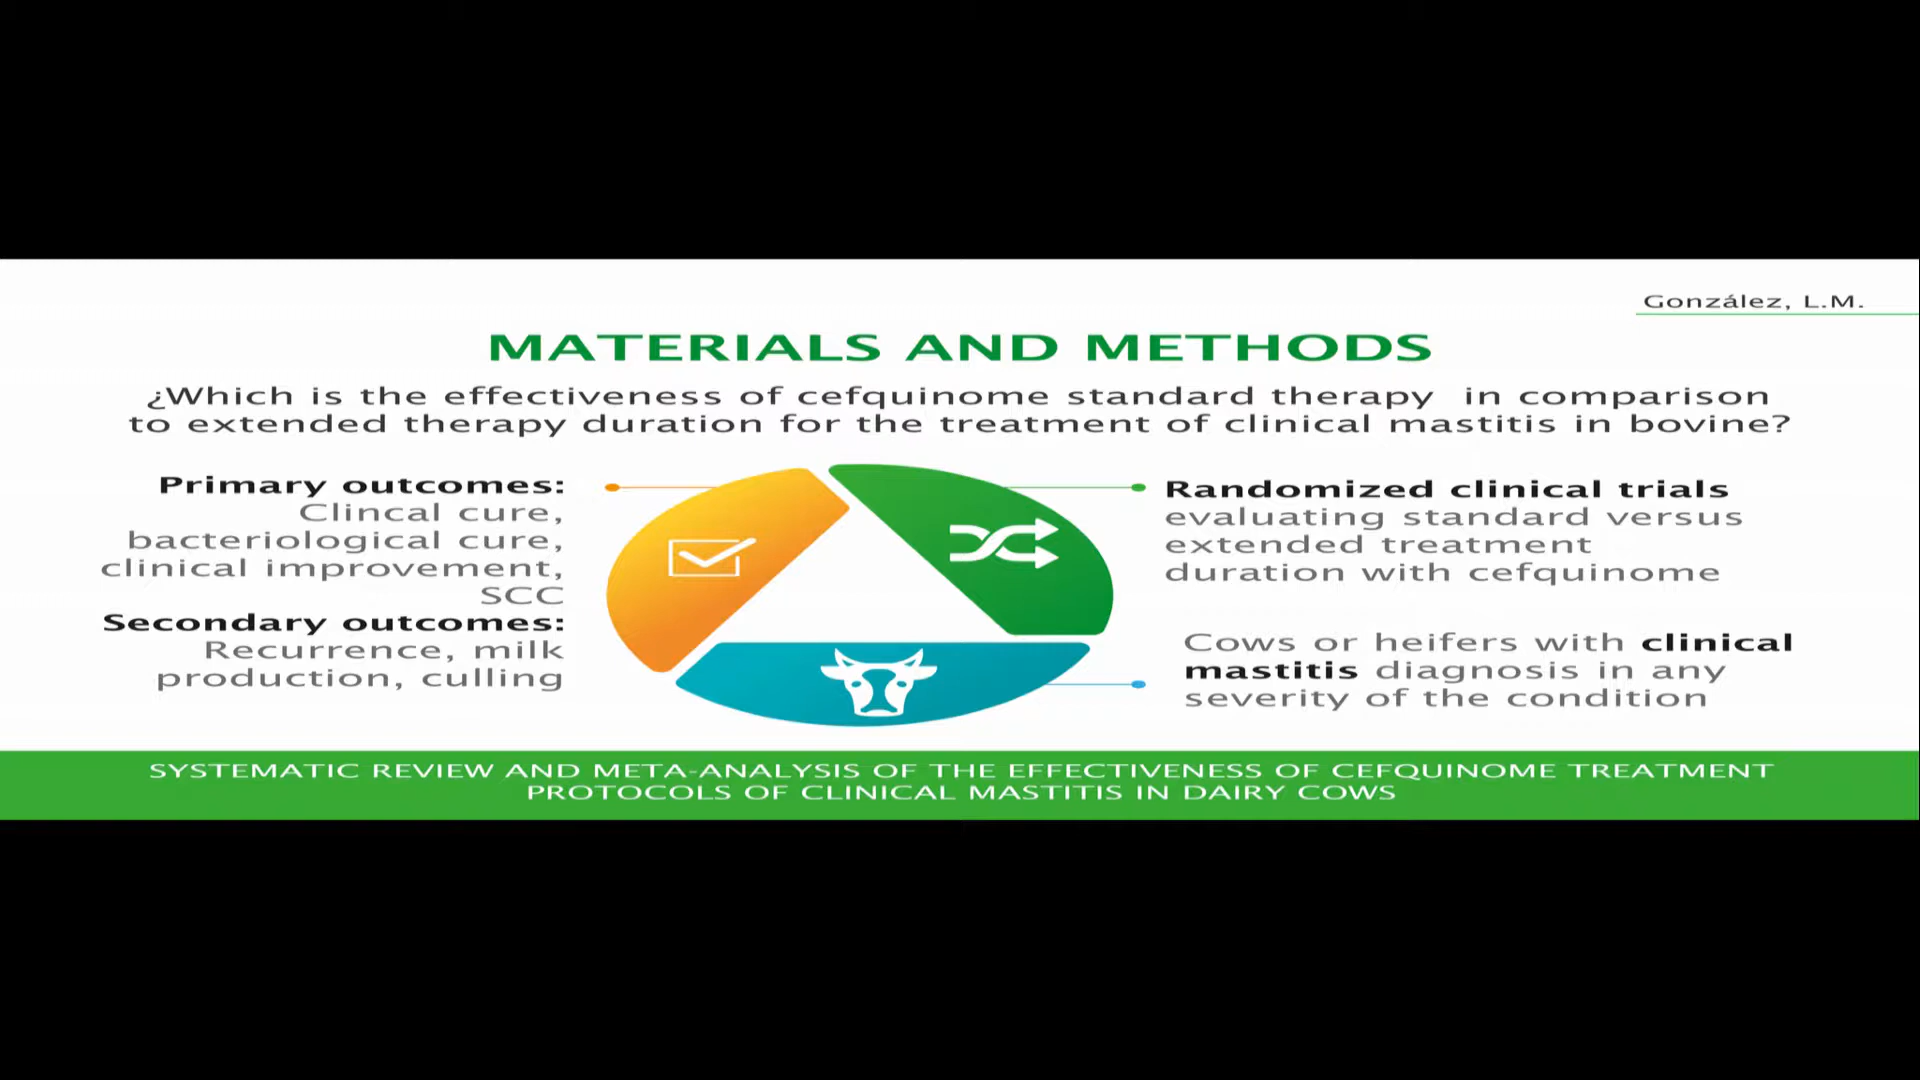 González, L.M.
MATERIALS AND METHODS
¿Which is the effectiveness of cefquinome standard therapy in comparison
to extended therapy duration for the treatment of clinical mastitis in bovine?
Primary outcomes:
Clincal cure,
bacteriological cure,
clinical improvement,
SCC
Secondary outcomes:
Recurrence, milk
production, culling
Randomized clinical trials
evaluating standard versus
extended treatment
duration with cefquinome
Cows or heifers with clinical
mastitis diagnosis in any
severity of the condition
SYSTEMATIC REVIEW AND META-ANALYSIS OF THE EFFECTIVENESS OF CEFQUINOME TREATMENT
PROTOCOLS OF CLINICAL MASTITIS IN DAIRY COWS